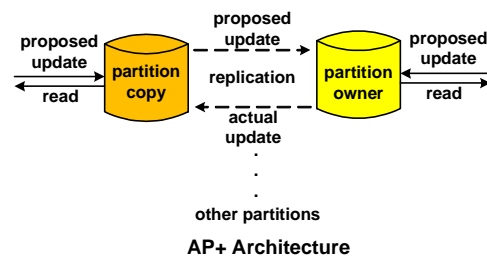 proposed
update
read
partition
copy
proposed
update
replication
actual
update
partition
owner
proposed
update
read
.
.
.
other partitions
AP+ Architecture